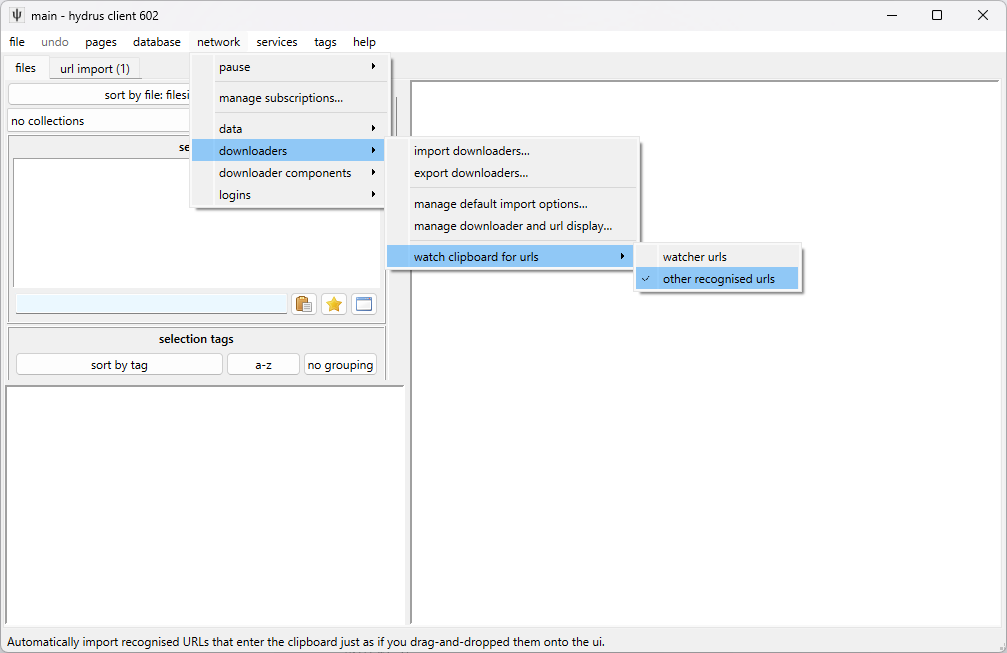 main - hydrus client 602
file undo pages database network services tags help
files url import (1)
pause
sort by file: filesi
manage subscriptions...
no collections
data
se
downloaders
import downloaders...
downloader components
export downloaders...
logins
manage default import options...
manage downloader and url display...
watch clipboard for urls
watcher urls
other recognised urls
selection tags
sort by tag a-z no grouping
Automatically import recognised URLs that enter the clipboard just as if you drag-and-dropped them onto the ui.